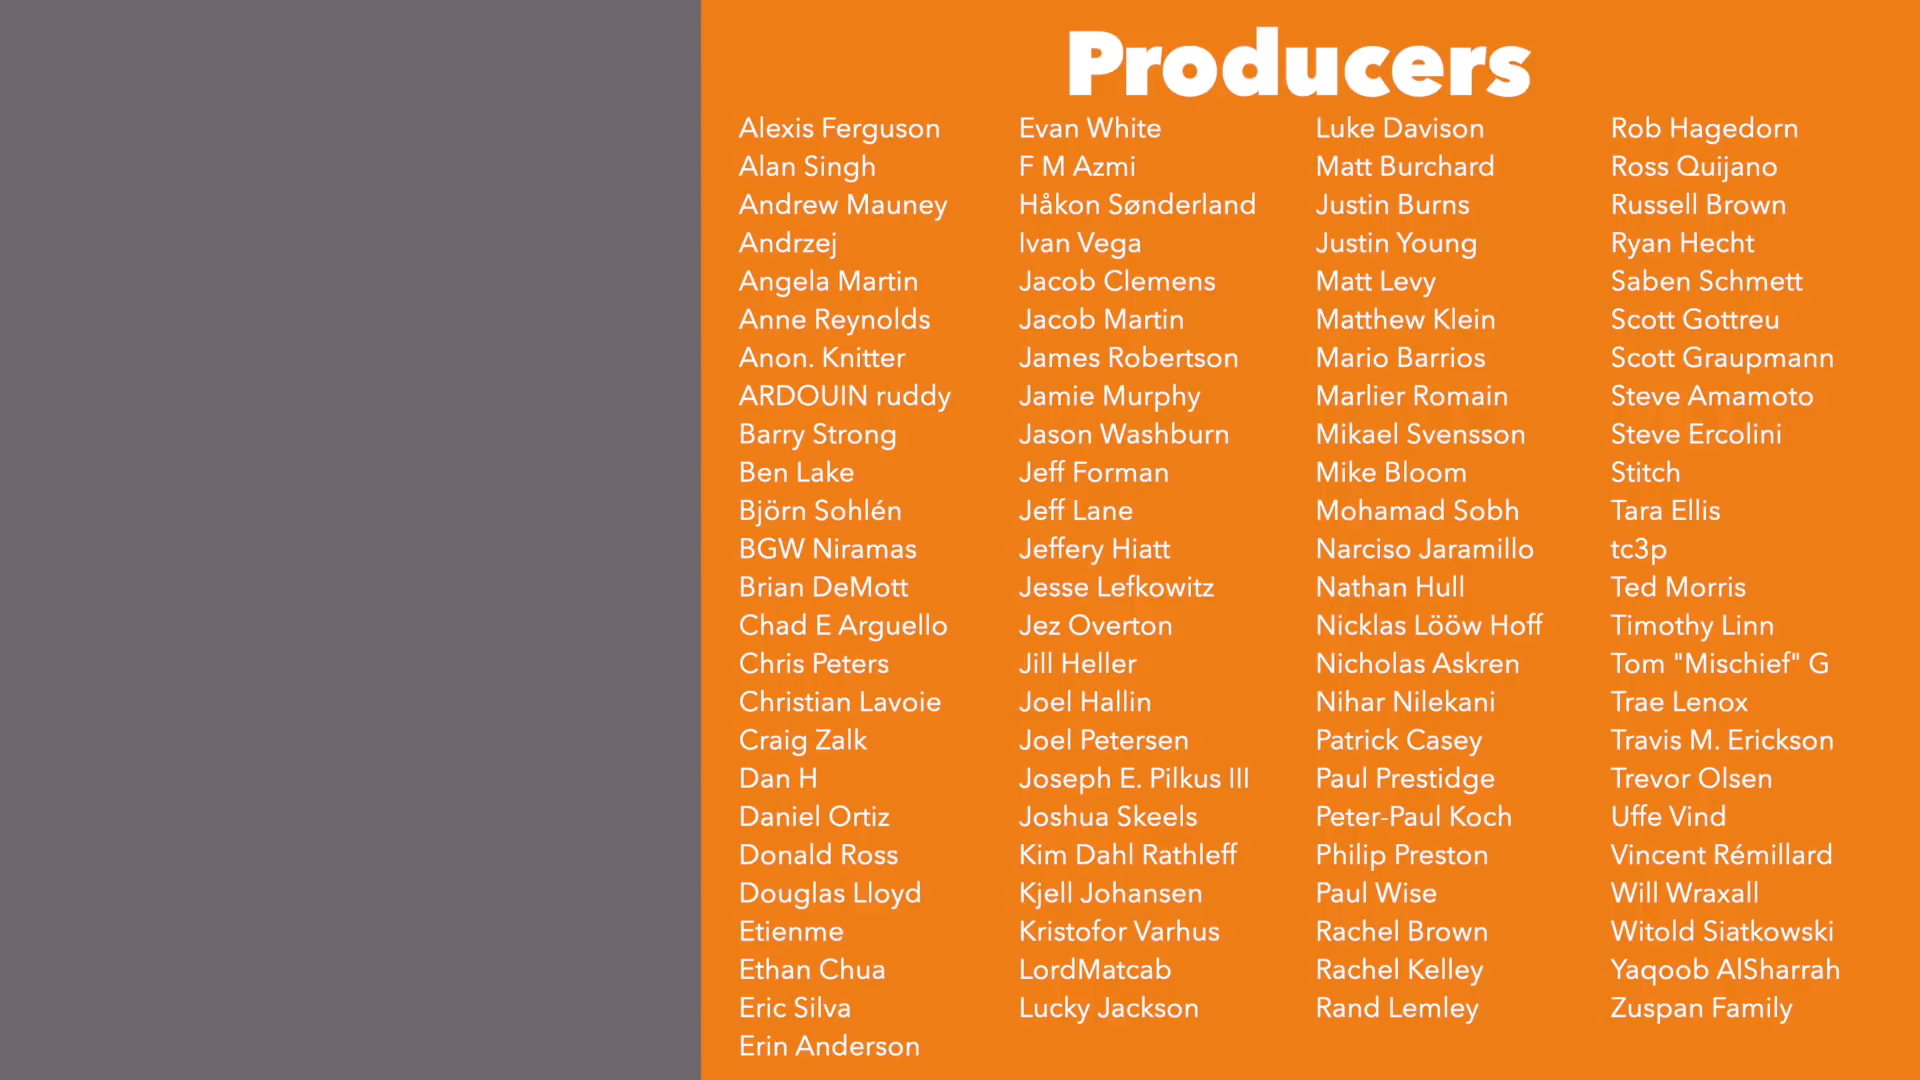 Producers
Alexis Ferguson
Alan Singh
Andrew Mauney
Andrzej
Angela Martin
Anne Reynolds
Anon. Knitter
ARDOUIN ruddy
Barry Strong
Ben Lake
Björn Sohlén
BGW Niramas
Brian DeMott
Chad E Arguello
Chris Peters
Christian Lavoie
Craig Zalk
Dan H
Daniel Ortiz
Donald Ross
Douglas Lloyd
Etienme
Ethan Chua
Eric Silva
Erin Anderson
Evan White
F M Azmi
Håkon Sønderland
Ivan Vega
Jacob Clemens
Jacob Martin
James Robertson
Jamie Murphy
Jason Washburn
Jeff Forman
Jeff Lane
Jeffery Hiatt
Jesse Lefkowitz
Jez Overton
Jill Heller
Joel Hallin
Joel Petersen
Joseph E. Pilkus III
Joshua Skeels
Kim Dahl Rathleff
Kjell Johansen
Kristofor Varhus
LordMatcab
Lucky Jackson
Luke Davison
Matt Burchard
Justin Burns
Justin Young
Matt Levy
Matthew Klein
Mario Barrios
Marlier Romain
Mikael Svensson
Mike Bloom
Mohamad Sobh
Narciso Jaramillo
Nathan Hull
Nicklas Lööw Hoff
Nicholas Askren
Nihar Nilekani
Patrick Casey
Paul Prestidge
Peter-Paul Koch
Philip Preston
Paul Wise
Rachel Brown
Rachel Kelley
Rand Lemley
Rob Hagedorn
Ross Quijano
Russell Brown
Ryan Hecht
Saben Schmett
Scott Gottreu
Scott Graupmann
Steve Amamoto
Steve Ercolini
Stitch
Tara Ellis
tc3p
Ted Morris
Timothy Linn
Tom "Mischief" G
Trae Lenox
Travis M. Erickson
Trevor Olsen
Uffe Vind
Vincent Rémillard
Will Wraxall
Witold Siatkowski
Yaqoob AlSharrah
Zuspan Family